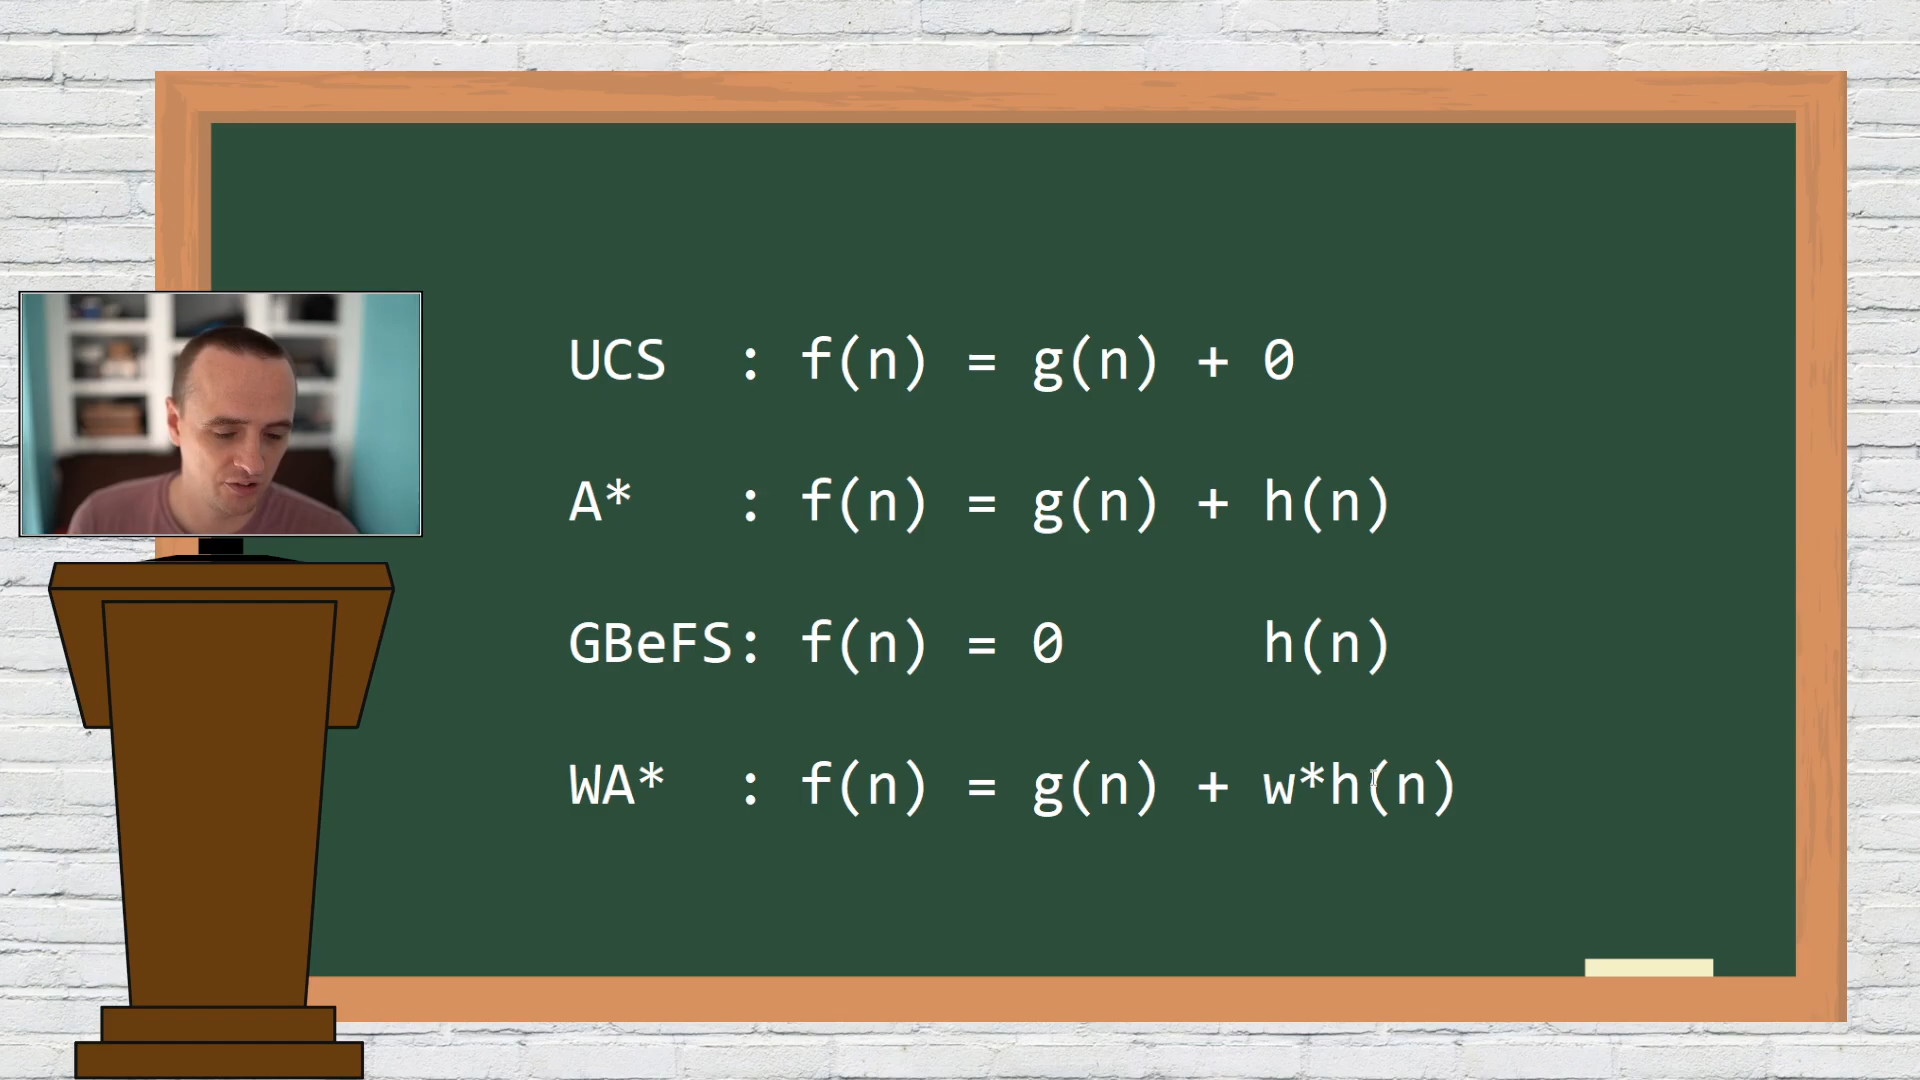 UCS : f(n) = g(n) + 0
A* : f(n) = g(n) + h(n)
GBeFS: f(n) = 0 h(n)
WA* : f(n) = g(n) + w*h(n)